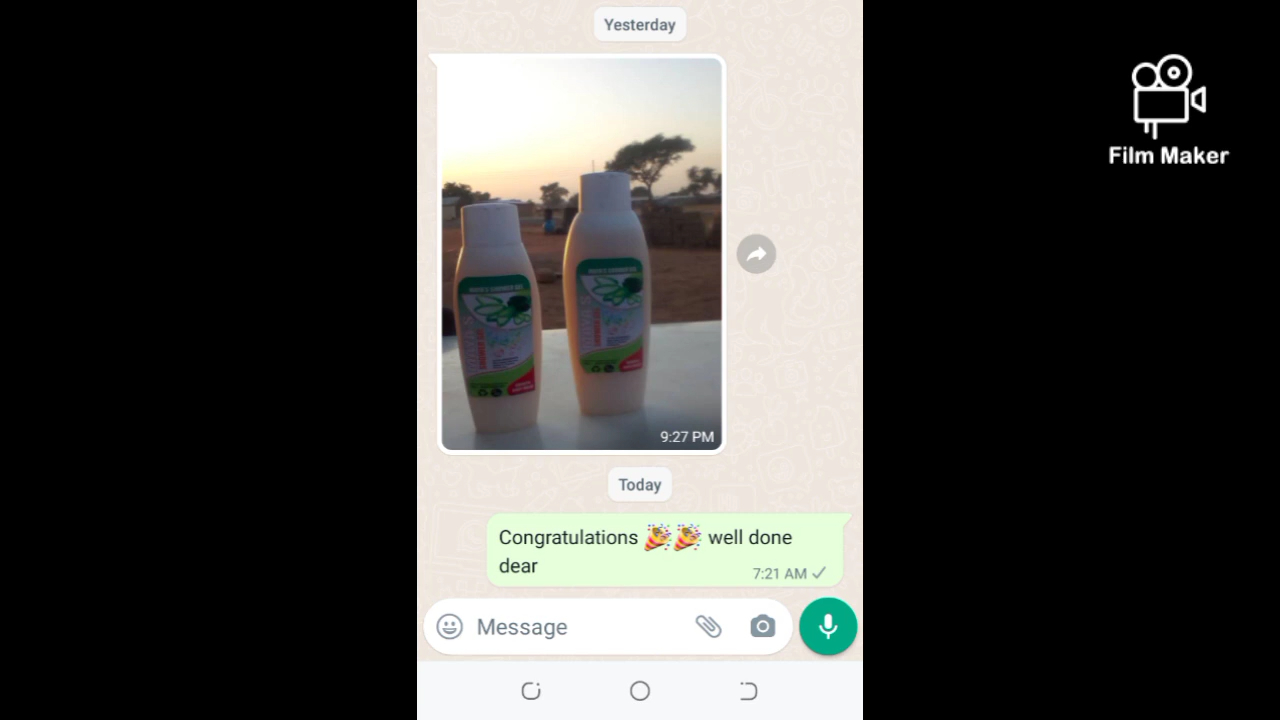 Yesterday
Film Maker
9:27 PM
Today
Congratulations 🎉🎉 well done
dear
7:21 AM
Message